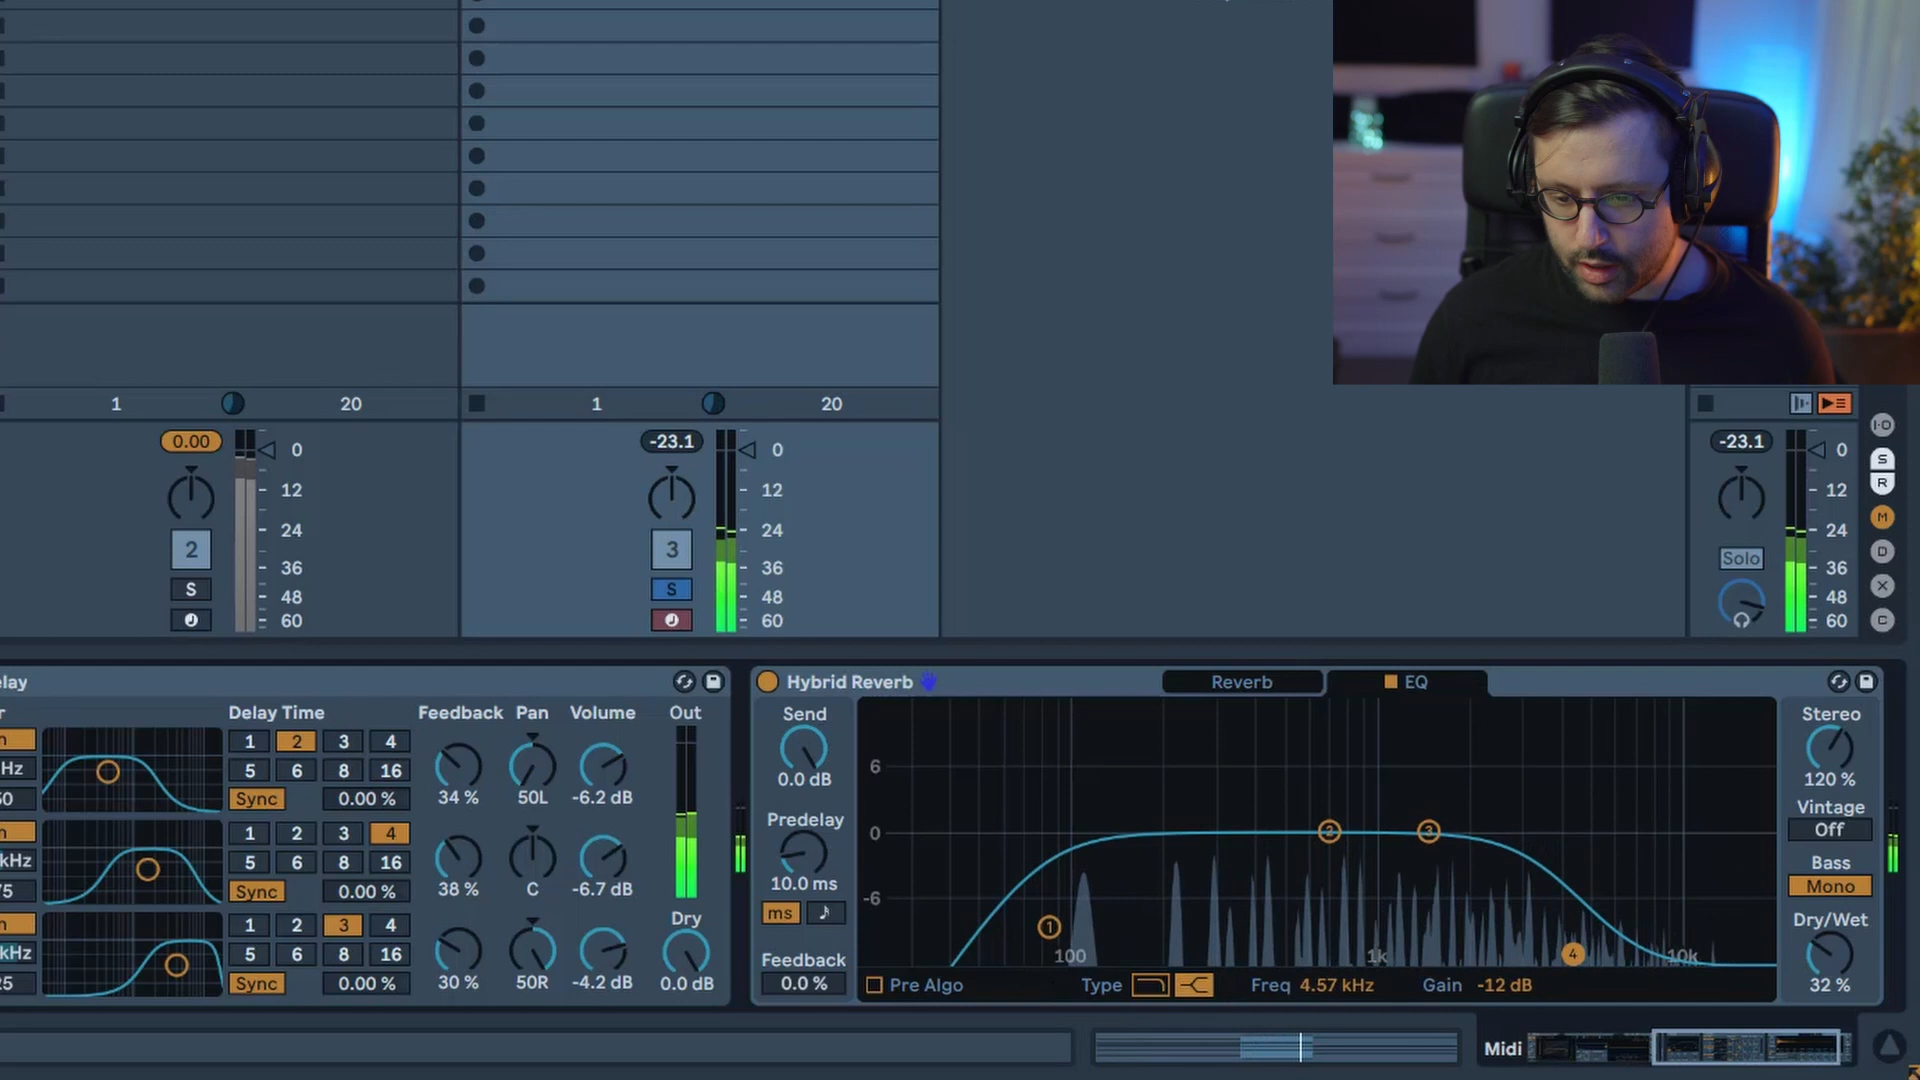 1
20
1
20
0.00
0
12
24
36
48
60
2
S
-23.1
0
12
24
36
48
60
3
S
-23.1
0
12
24
36
48
60
Solo
I·O
S
R
M
D
X
C
elay
Delay Time
Feedback
Pan
Volume
Out
1 2 3 4
5 6 8 16
Sync
0.00 %
34 %
50L
-6.2 dB
Hz
1 2 3 4
5 6 8 16
Sync
0.00 %
38 %
C
-6.7 dB
kHz
1 2 3 4
5 6 8 16
Sync
0.00 %
30 %
50R
-4.2 dB
kHz
Dry
0.0 dB
Hybrid Reverb
Reverb
EQ
Send
0.0 dB
Predelay
10.0 ms
ms
Feedback
0.0 %
6
0
-6
1
2
3
4
100
1k
10k
Pre Algo
Type
Freq 4.57 kHz
Gain -12 dB
Stereo
120 %
Vintage
Off
Bass
Mono
Dry/Wet
32 %
Midi